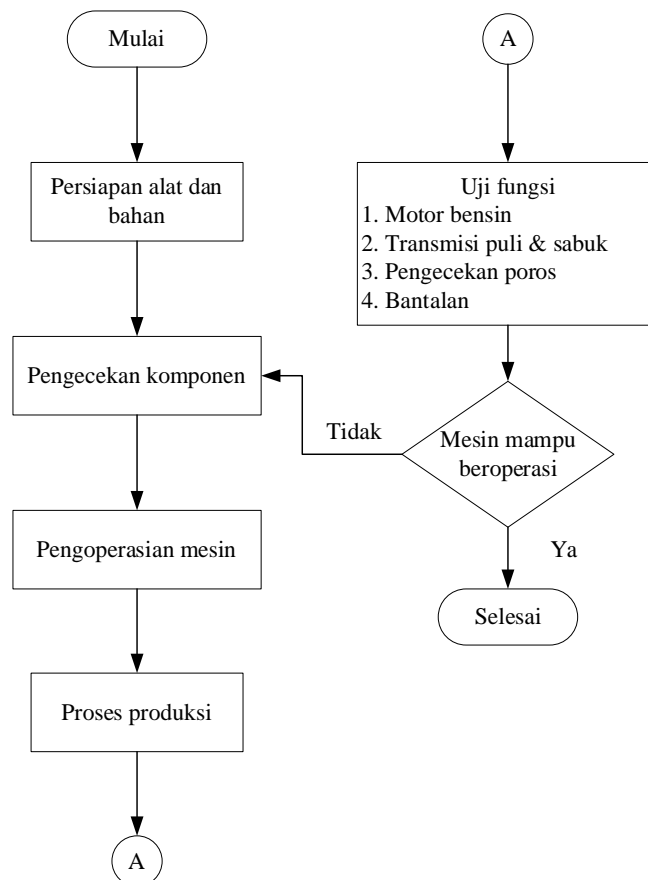 Mulai
Persiapan alat dan
bahan
Pengecekan komponen
Pengoperasian mesin
Proses produksi
A
A
Uji fungsi
1. Motor bensin
2. Transmisi puli & sabuk
3. Pengecekan poros
4. Bantalan
Mesin mampu
beroperasi
Tidak
Ya
Selesai